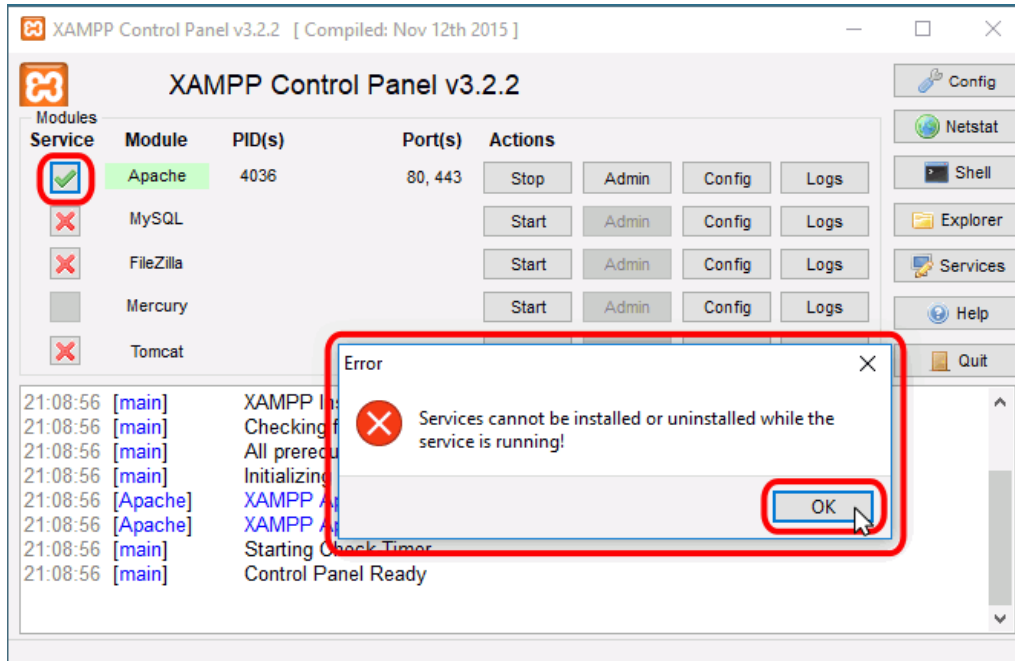 XAMPP Control Panel v3.2.2 [ Compiled: Nov 12th 2015 ]
XAMPP Control Panel v3.2.2
Config
Modules
Netstat
Service Module PID(s) Port(s) Actions
Apache 4036 80, 443 Stop Admin Config Logs
Shell
MySQL Start Admin Config Logs
Explorer
FileZilla Start Admin Config Logs
Services
Mercury Start Admin Config Logs
Help
Tomcat
Quit
Error
Services cannot be installed or uninstalled while the
service is running!
OK
21:08:56 [main] XAMPP
21:08:56 [main] Checking
21:08:56 [main] All
21:08:56 [main] Initializing
21:08:56 [Apache] XAMPP
21:08:56 [Apache] XAMPP
21:08:56 [main] Starting Check Timer
21:08:56 [main] Control Panel Ready